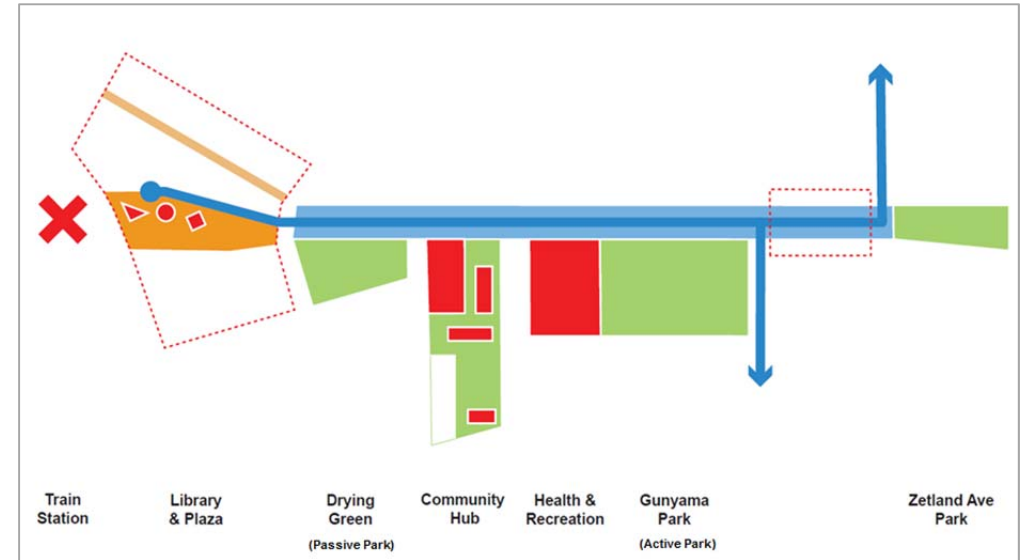 Train
Station
Library
& Plaza
Drying
Green
(Passive Park)
Community
Hub
Health &
Recreation
Gunyama
Park
(Active Park)
Zetland Ave
Park